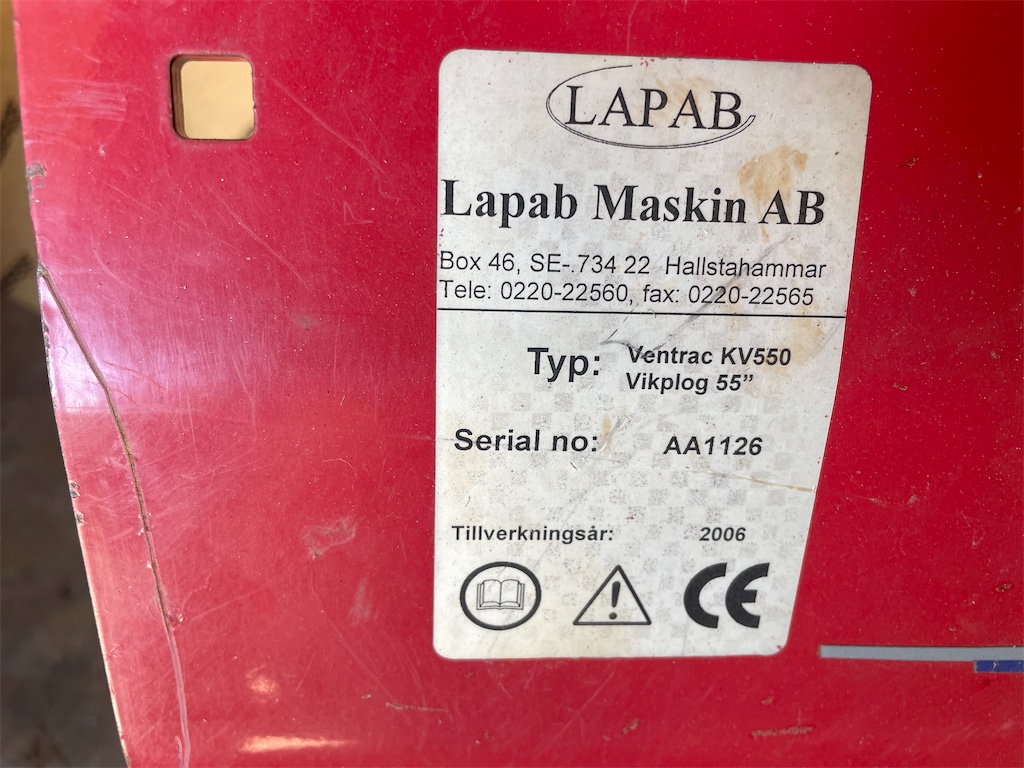 LAPAB
Lapab Maskin AB
Box 46, SE-.734 22 Hallstahammar
Tele: 0220-22560, fax: 0220-22565
Typ: Ventrac KV550
Vikplog 55”
Serial no: AA1126
Tillverkningsår: 2006
CE